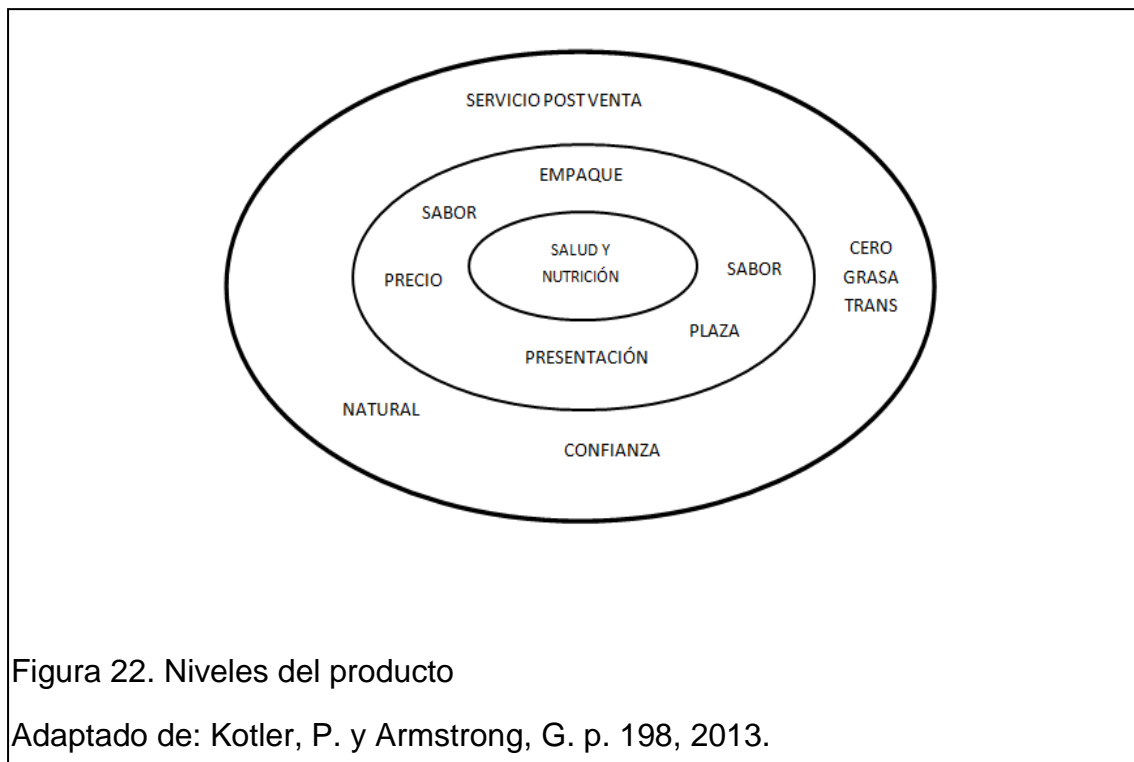 SERVICIO POST VENTA
EMPAQUE
SABOR
SALUD Y
NUTRICIÓN
PRECIO
SABOR
CERO
GRASA
TRANS
PLAZA
PRESENTACIÓN
NATURAL
CONFIANZA
Figura 22. Niveles del producto
Adaptado de: Kotler, P. y Armstrong, G. p. 198, 2013.